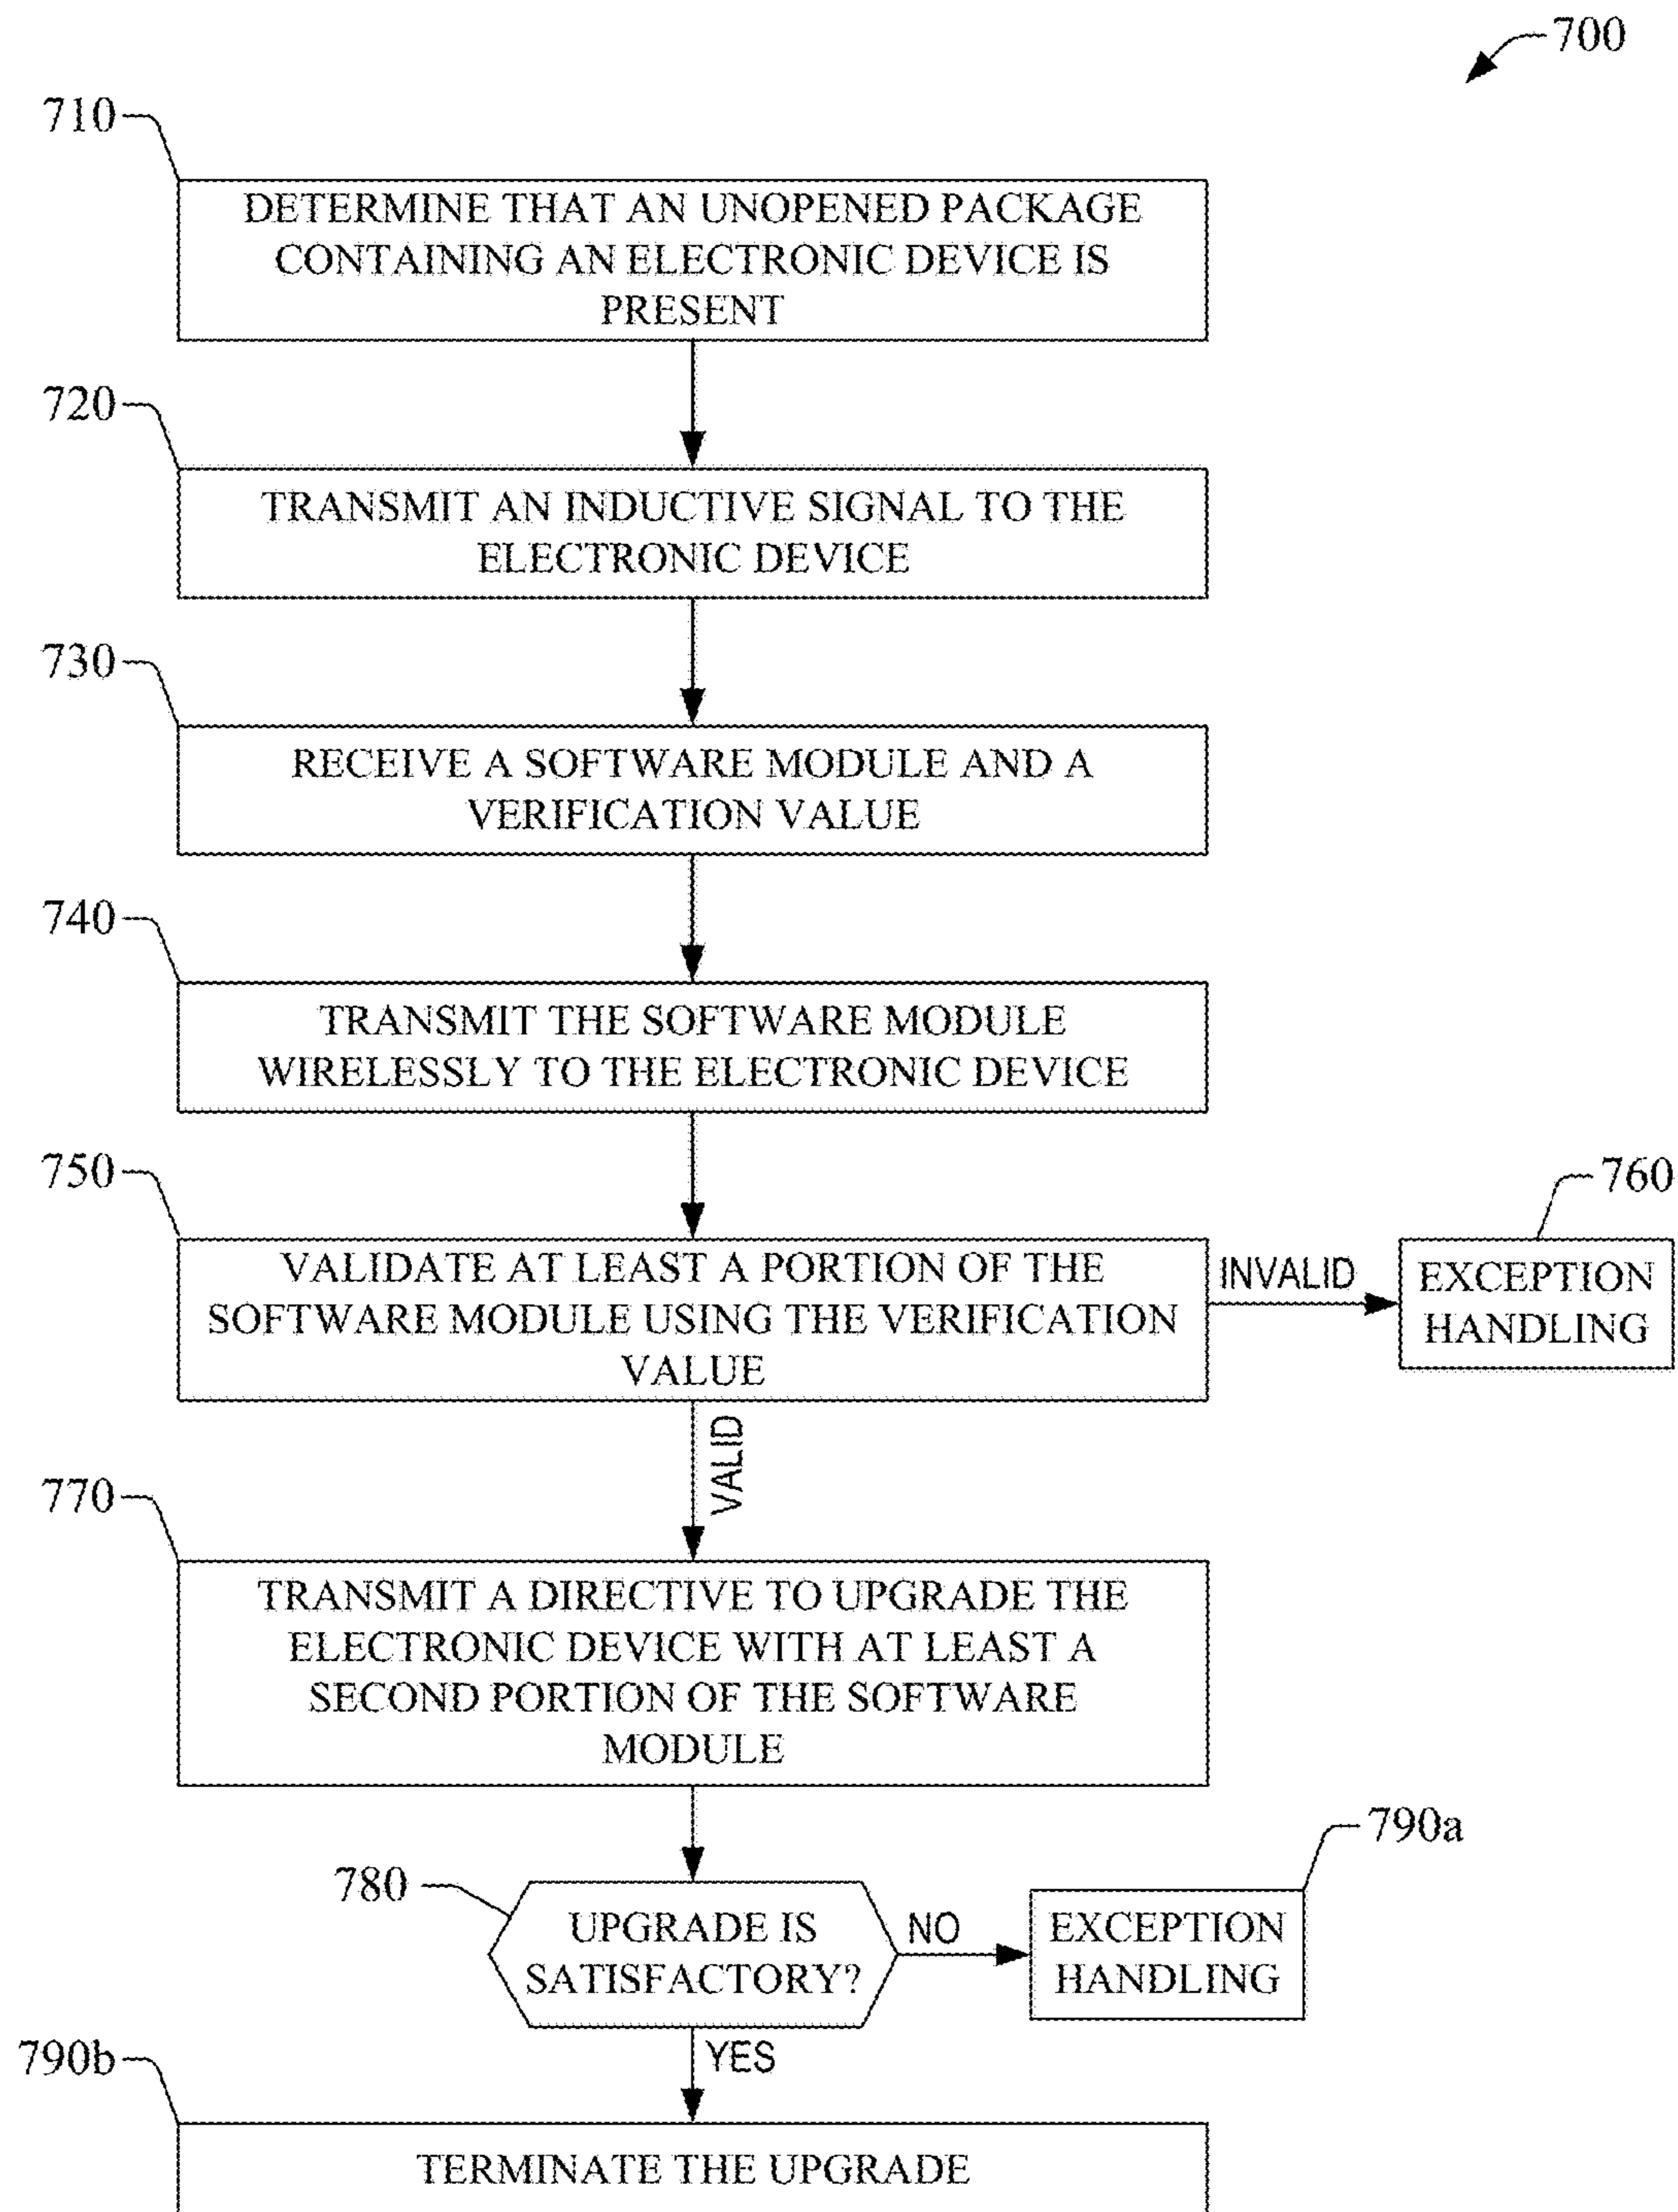 700
710
DETERMINE THAT AN UNOPENED PACKAGE
CONTAINING AN ELECTRONIC DEVICE IS
PRESENT
720
TRANSMIT AN INDUCTIVE SIGNAL TO THE
ELECTRONIC DEVICE
730
RECEIVE A SOFTWARE MODULE AND A
VERIFICATION VALUE
740
TRANSMIT THE SOFTWARE MODULE
WIRELESSLY TO THE ELECTRONIC DEVICE
750
VALIDATE AT LEAST A PORTION OF THE
SOFTWARE MODULE USING THE VERIFICATION
VALUE
INVALID
760
EXCEPTION
HANDLING
VALID
770
TRANSMIT A DIRECTIVE TO UPGRADE THE
ELECTRONIC DEVICE WITH AT LEAST A
SECOND PORTION OF THE SOFTWARE
MODULE
780
UPGRADE IS
SATISFACTORY?
NO
790a
EXCEPTION
HANDLING
YES
790b
TERMINATE THE UPGRADE